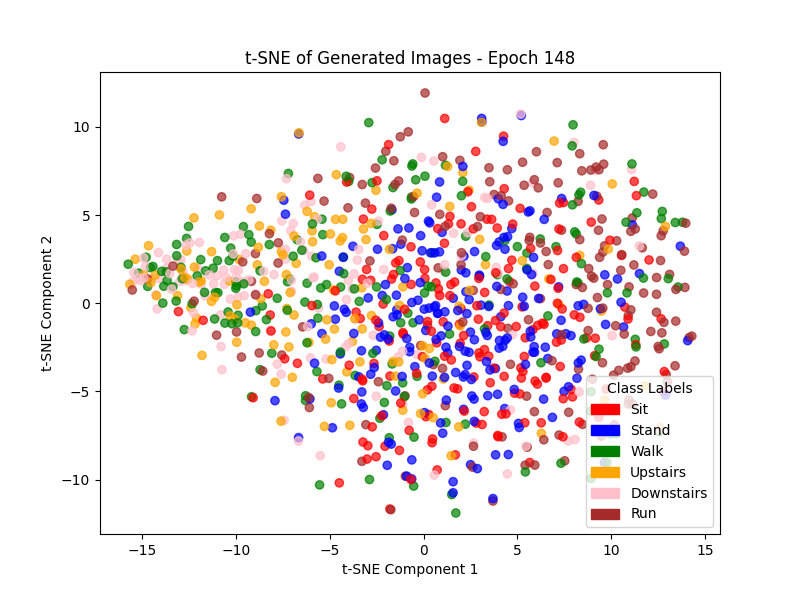 t-SNE of Generated Images - Epoch 148
t-SNE Component 2
10
5
0
−5
−10
−15
−10
−5
0
5
10
15
t-SNE Component 1
Class Labels
Sit
Stand
Walk
Upstairs
Downstairs
Run